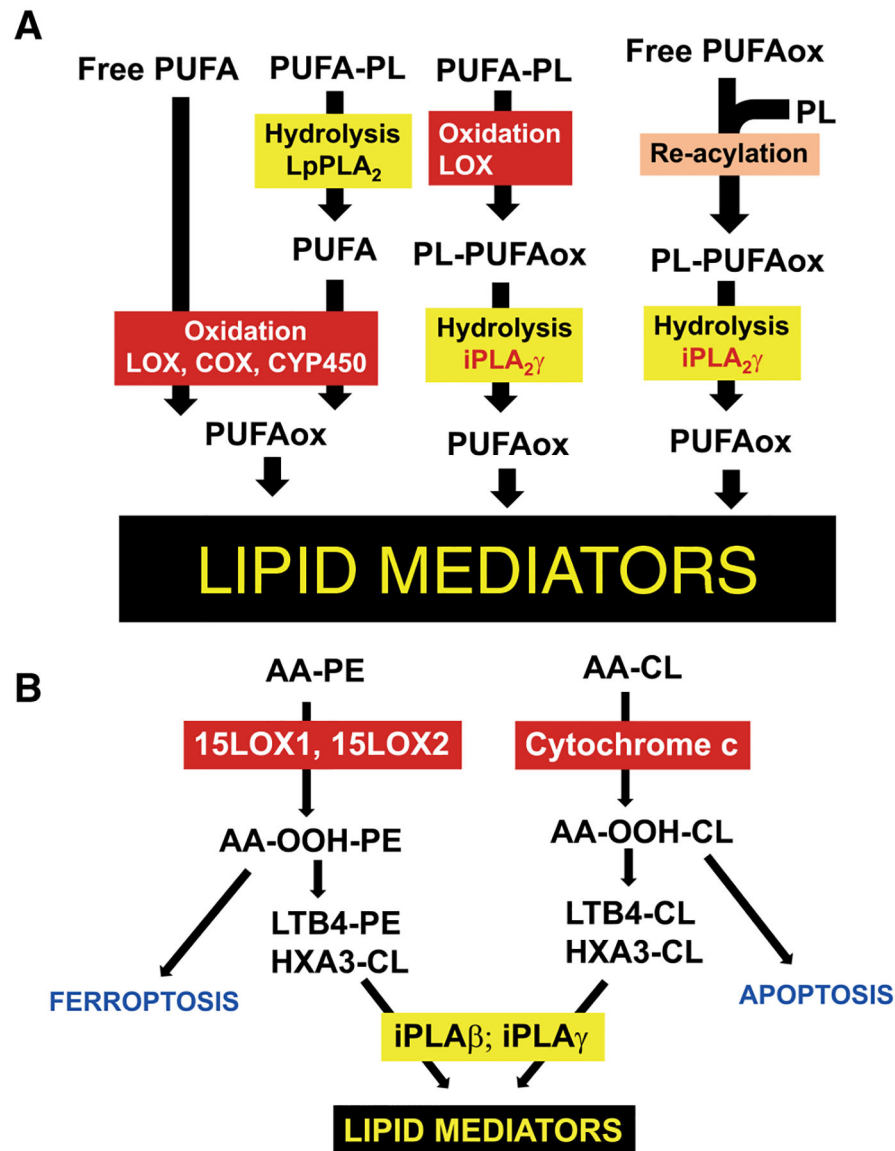 A
Free PUFA
PUFA-PL
Hydrolysis
LpPLA₂
PUFA
Oxidation
LOX, COX, CYP450
PUFAox
PUFA-PL
Oxidation
LOX
PL-PUFAox
Hydrolysis
iPLA₂γ
PUFAox
Free PUFAox
PL
Re-acylation
PL-PUFAox
Hydrolysis
iPLA₂γ
PUFAox
LIPID MEDIATORS
B
AA-PE
15LOX1, 15LOX2
AA-OOH-PE
LTB4-PE
HXA3-CL
FERROPTOSIS
AA-CL
Cytochrome c
AA-OOH-CL
LTB4-CL
HXA3-CL
APOPTOSIS
iPLAβ; iPLAγ
LIPID MEDIATORS